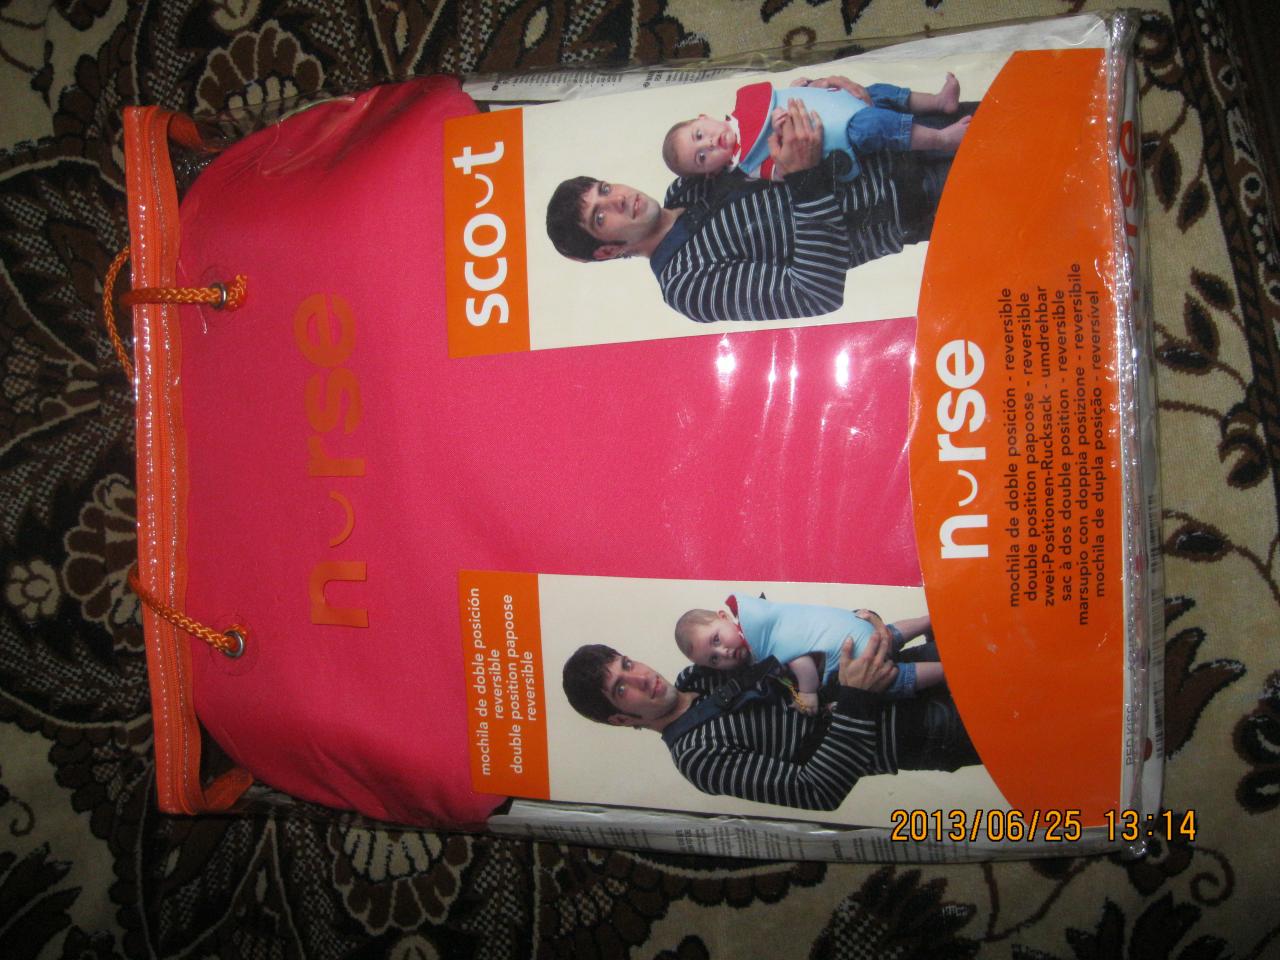 nurse
scout
mochila de doble posición
reversible
double position papoose
reversible
nurse
mochila de doble posición - reversible
double position papoose - reversible
zwei-Positionen-Rucksack - umdrehbar
sac à dos double position - reversible
marsupio con doppia posizione - reversibile
mochila de dupla posição - reversível
RED KISS
2013/06/25 13:14